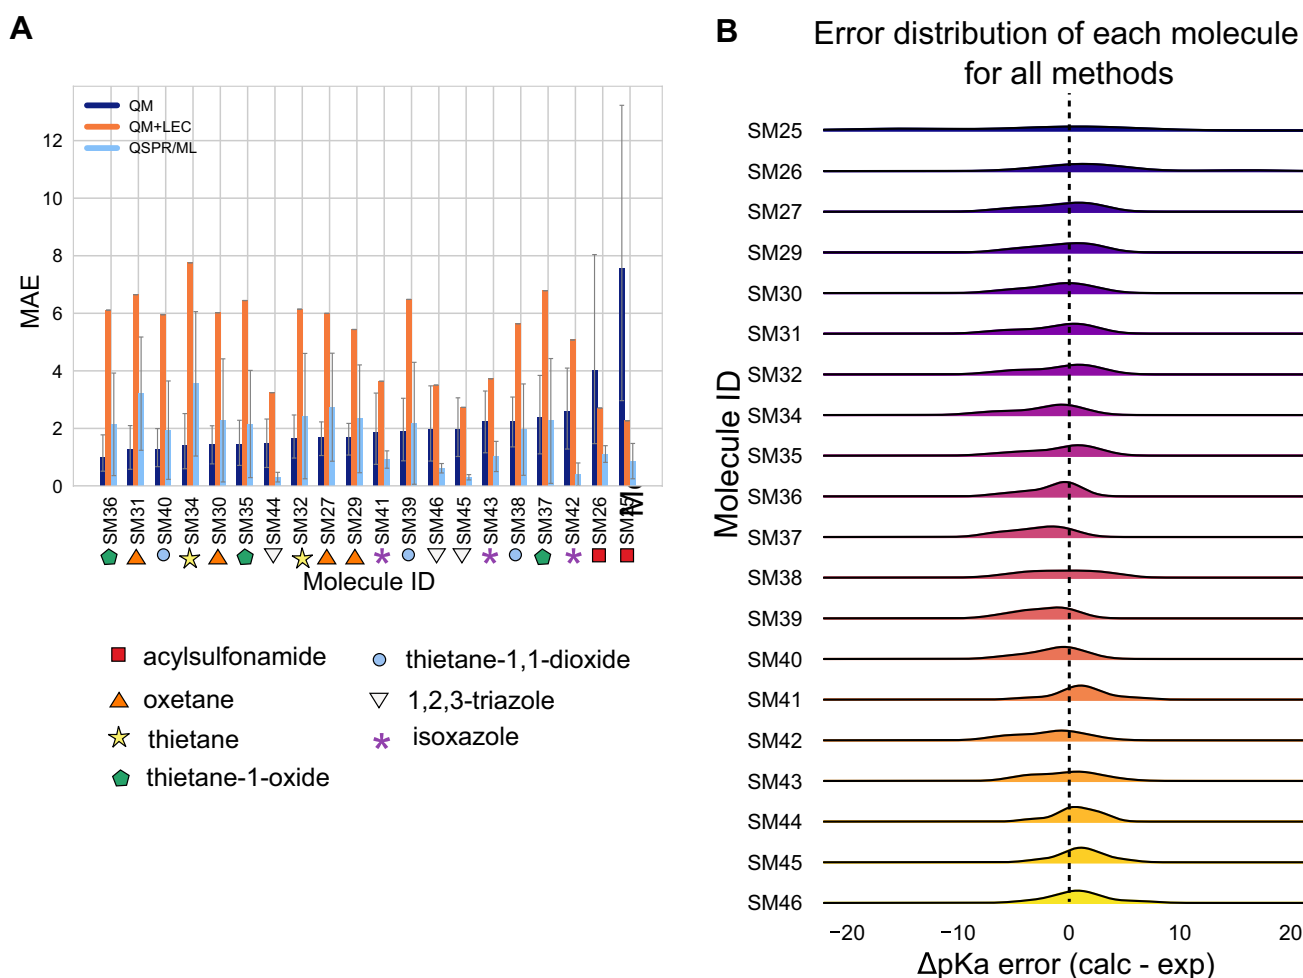 A
QM
QM+LEC
QSPR/ML
MAE
12
10
8
6
4
2
0
SM36
SM31
SM40
SM34
SM30
SM35
SM44
SM32
SM27
SM29
SM41
SM39
SM46
SM45
SM43
SM38
SM37
SM42
SM26
SM25
Molecule ID
acylsulfonamide
oxetane
thietane
thietane-1-oxide
thietane-1,1-dioxide
1,2,3-triazole
isoxazole
B
Error distribution of each molecule
for all methods
Molecule ID
SM25
SM26
SM27
SM29
SM30
SM31
SM32
SM34
SM35
SM36
SM37
SM38
SM39
SM40
SM41
SM42
SM43
SM44
SM45
SM46
−20 −10 0 10 20
ΔpKa error (calc - exp)